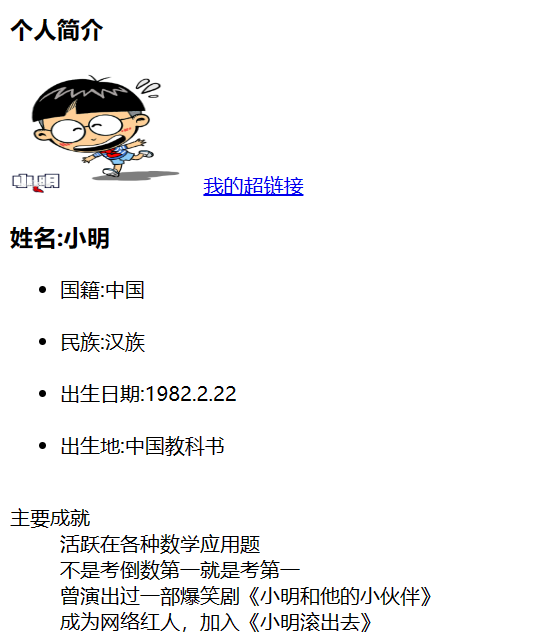 个人简介
小明
我的超链接
姓名:小明
国籍:中国
民族:汉族
出生日期:1982.2.22
出生地:中国教科书
主要成就
活跃在各种数学应用题
不是考倒数第一就是考第一
曾演出过一部爆笑剧《小明和他的小伙伴》
成为网络红人，加入《小明滚出去》